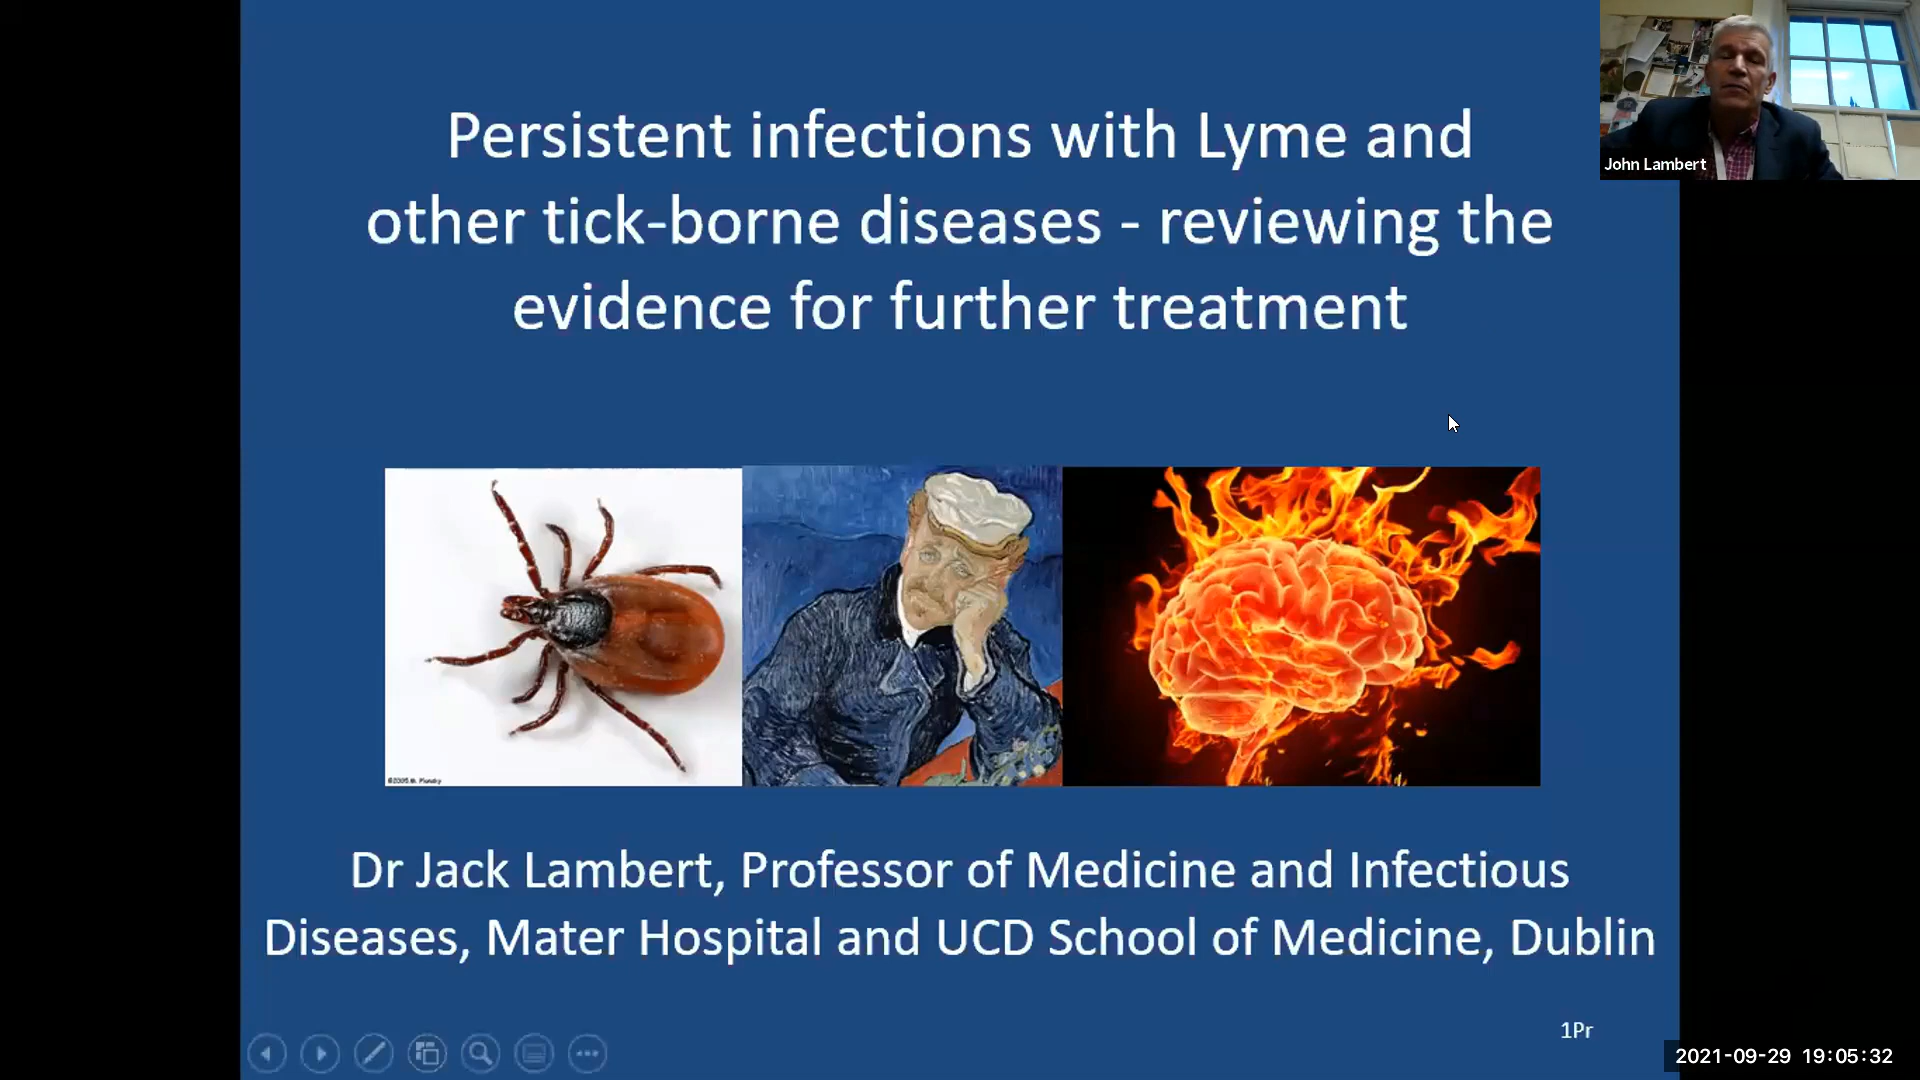 Persistent infections with Lyme and
other tick-borne diseases - reviewing the
evidence for further treatment
John Lambert
Dr Jack Lambert, Professor of Medicine and Infectious
Diseases, Mater Hospital and UCD School of Medicine, Dublin
1Pr
2021-09-29 19:05:32